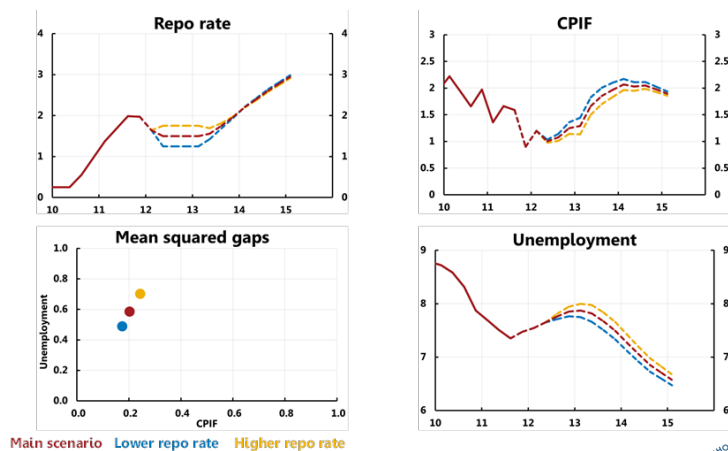 Repo rate
4 4
3 3
2 2
1 1
0 0
10 11 12 13 14 15
CPIF
3 3
2.5 2.5
2 2
1.5 1.5
1 1
0.5 0.5
0 0
10 11 12 13 14 15
Mean squared gaps
Unemployment
1.0
0.8
0.6
0.4
0.2
0.0
0.0 0.2 0.4 0.6 0.8 1.0
CPIF
Unemployment
9 9
8 8
7 7
6 6
10 11 12 13 14 15
Main scenario Lower repo rate Higher repo rate